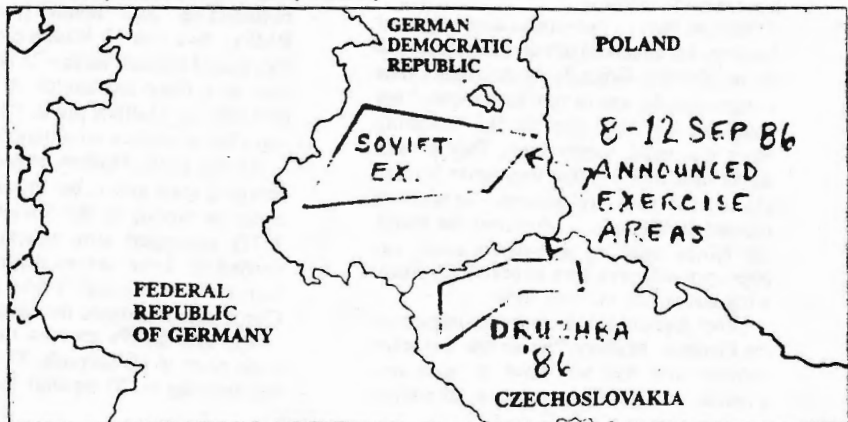 GERMAN
DEMOCRATIC
REPUBLIC
POLAND
SOVIET
EX.
8-12 SEP 86
ANNOUNCED
EXERCISE
AREAS
FEDERAL
REPUBLIC
OF GERMANY
DRUZHBA
'86
CZECHOSLOVAKIA